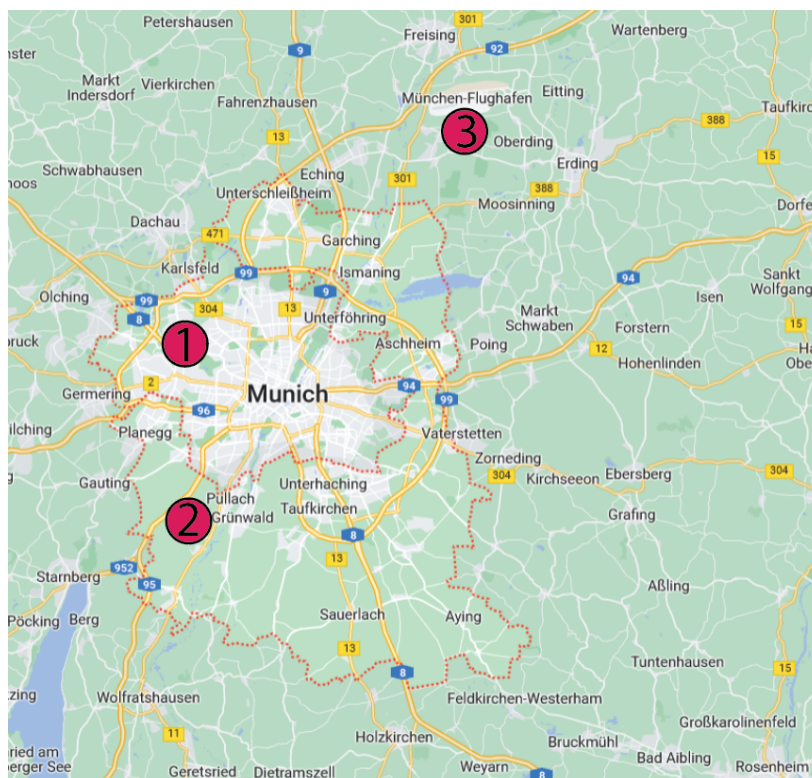 Petershausen
301
Wartenberg
9
Freising
92
Markt
Indersdorf
Vierkirchen
Fahrenzhausen
München-Flughafen
Eitting
Taufkirc
13
3
388
Oberding
Schwabhausen
Eching
Erding
15
301
388
Unterschleißheim
Moosinning
Dorfe
Dachau
471
Garching
Karlsfeld
99
Ismaning
94
Sankt
Wolfgang
Olching
99
8
304
13
9
Unterföhring
Markt
Schwaben
Isen
Forstern
15
ruck
1
Aschheim
Poing
12
Hohenlinden
Germering
2
Munich
94
99
96
Planegg
Vaterstetten
Zorneding
304
Kirchseeon
Ebersberg
304
Gauting
Unterhaching
Pullach
Grünwald
Taufkirchen
2
Grafing
8
952
13
Starnberg
95
Aßling
Pöcking
Berg
Sauerlach
Aying
13
Tuntenhausen
15
8
Wolfratshausen
Feldkirchen-Westerham
11
Großkarolinenfeld
Holzkirchen
Bruckmühl
Bad Aibling
Geretsried
Dietramszell
Weyarn
8
Rosenheim